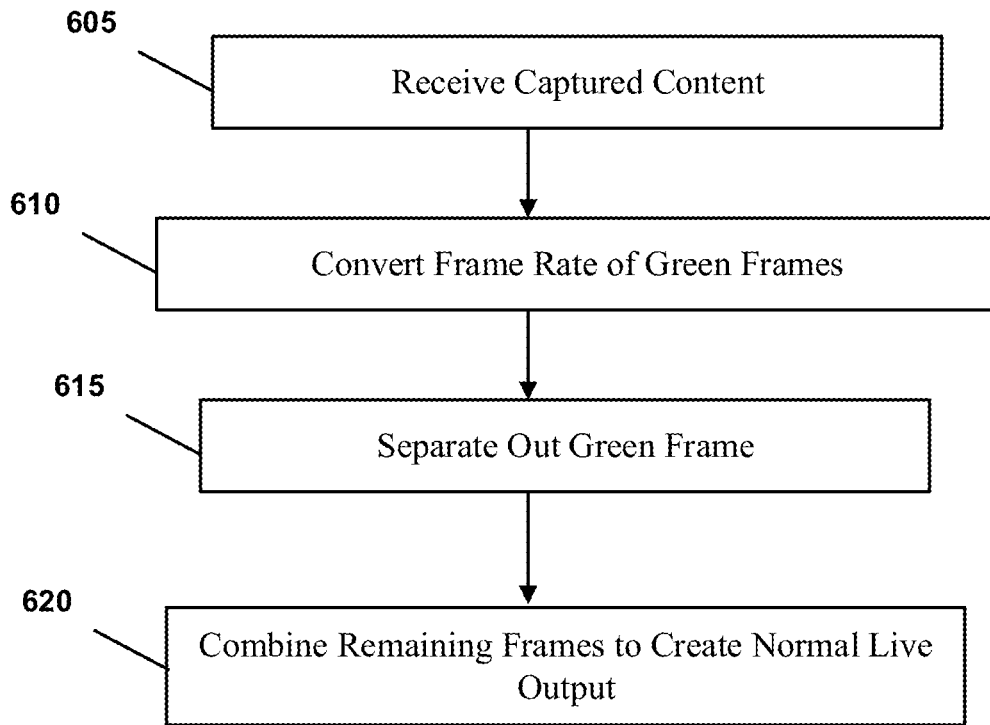 605
Receive Captured Content
610
Convert Frame Rate of Green Frames
615
Separate Out Green Frame
620
Combine Remaining Frames to Create Normal Live
Output